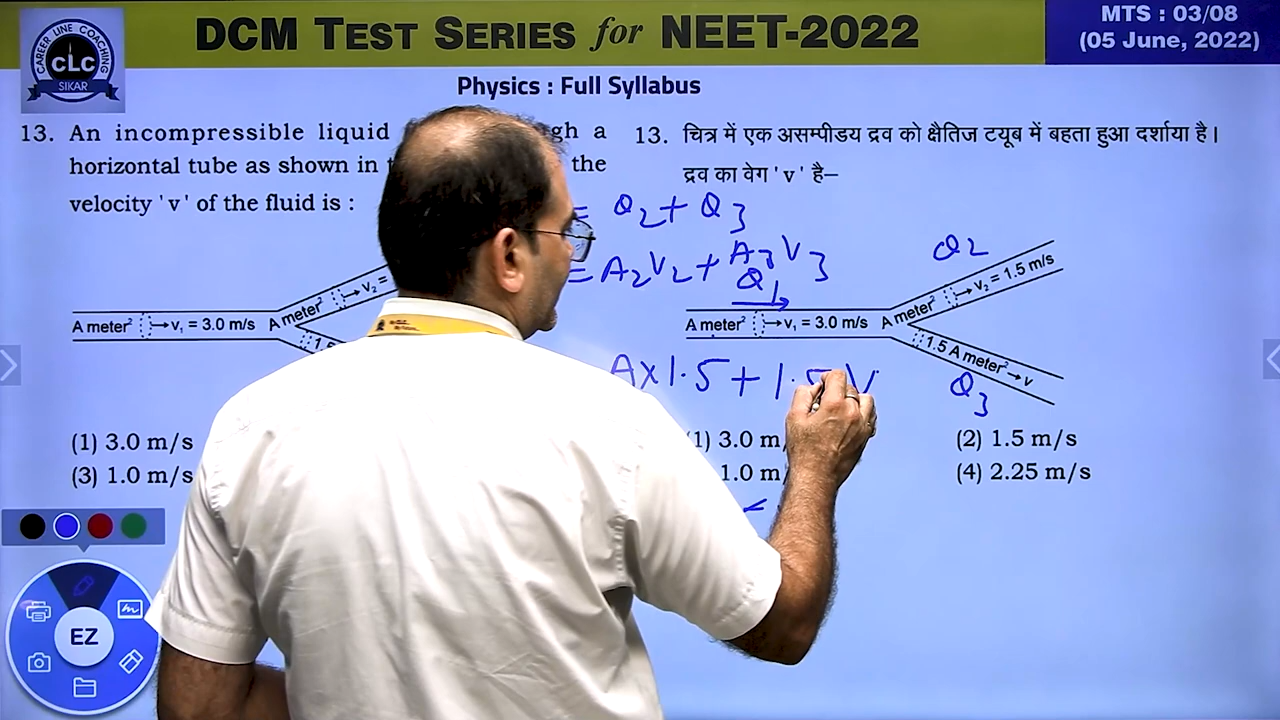 CAREER LINE COACHING
CLC
SIKAR
DCM TEST SERIES for NEET-2022
MTS : 03/08
(05 June, 2022)
Physics : Full Syllabus
13. An incompressible liquid gh a
horizontal tube as shown in the
velocity 'v' of the fluid is :
A meter² v₁ = 3.0 m/s A meter² v₂ =
(1) 3.0 m/s
(3) 1.0 m/s
13. चित्र में एक असम्पीडय द्रव को क्षैतिज टयूब में बहता हुआ दर्शाया है।
द्रव का वेग 'v' है–
= Q₂ + Q₃
= A₂V₂ + A₃V₃
Q₁
Q₂
A meter² → v₁ = 3.0 m/s A meter² → v₂ = 1.5 m/s
1.5 A meter² → v
Q₃
A×1.5 + 1.5 V
1) 3.0 m (2) 1.5 m/s
1.0 m (4) 2.25 m/s
EZ